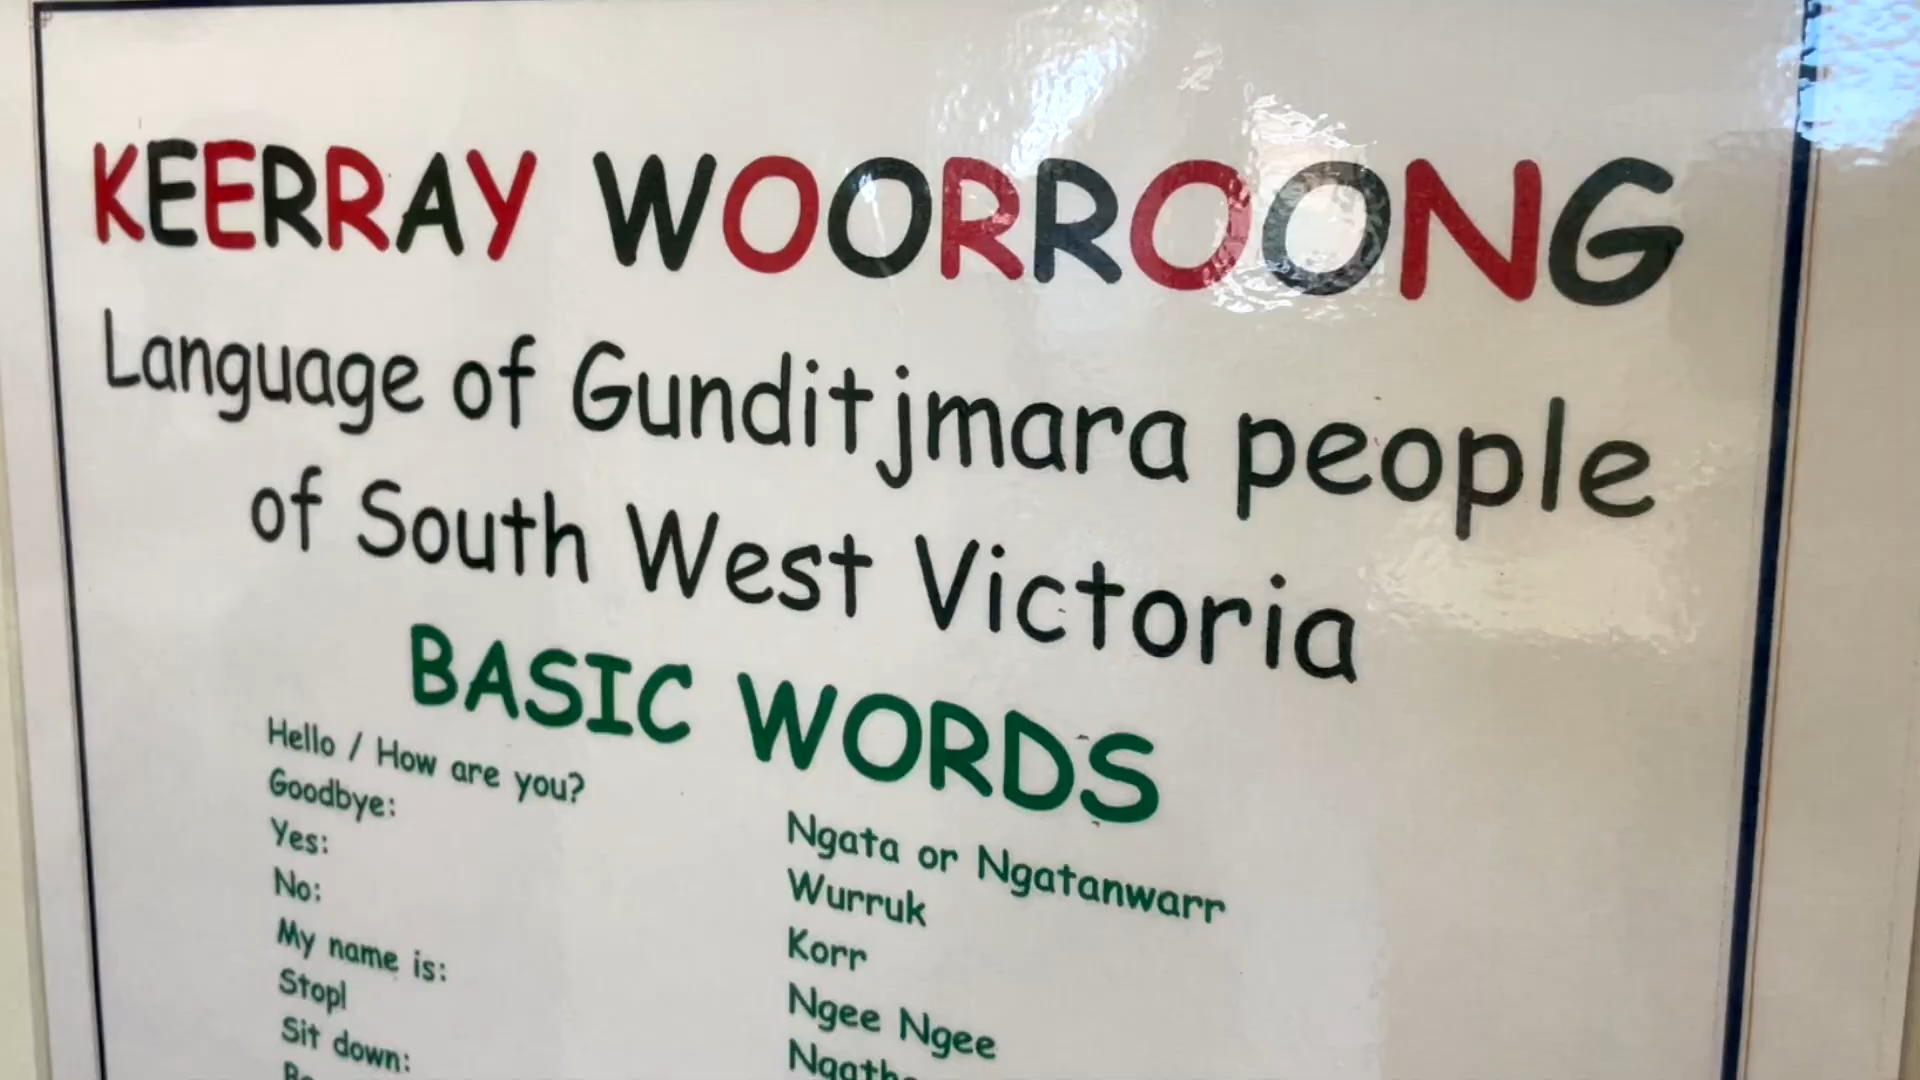 KEERRAY WOORROONG
Language of Gunditjmara people
of South West Victoria
BASIC WORDS
Hello / How are you? Ngata or Ngatanwarr
Goodbye: Wurruk
Yes: Korr
No: Ngee Ngee
My name is:
Stop!
Sit down: